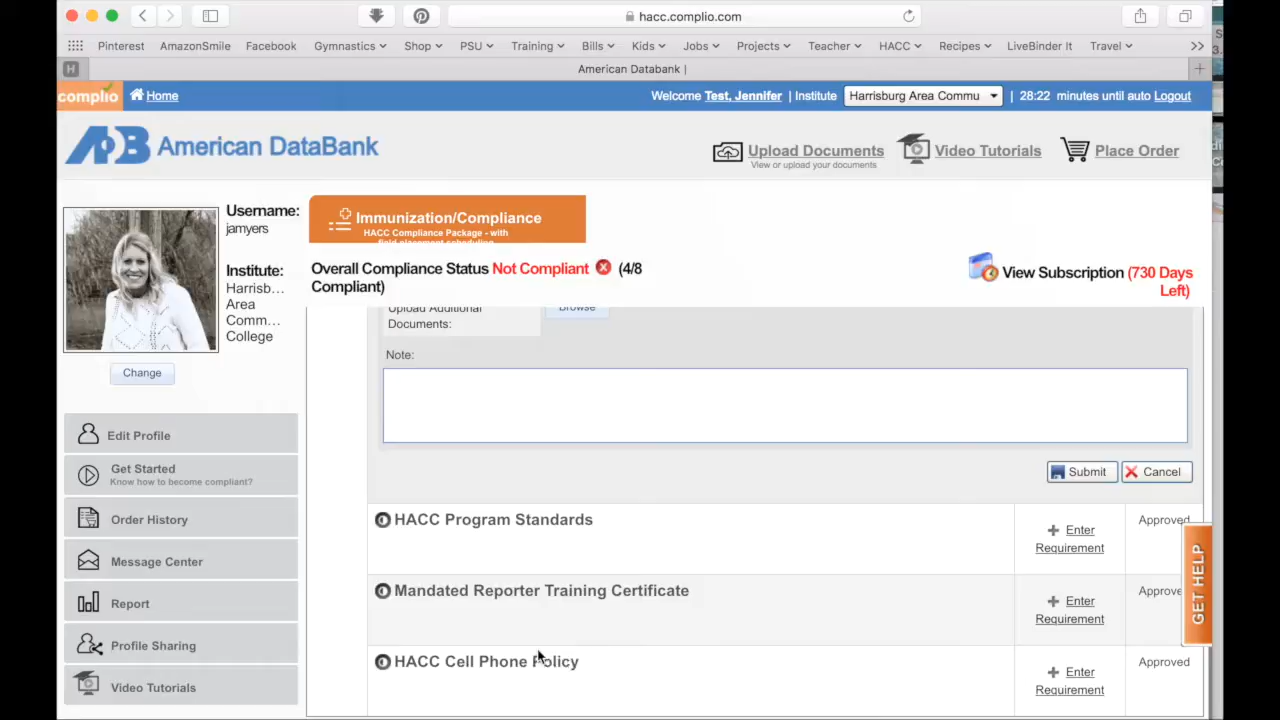 hacc.complio.com
Pinterest AmazonSmile Facebook Gymnastics Shop PSU Training Bills Kids Jobs Projects Teacher HACC Recipes LiveBinder It Travel
H American Databank |
complio Home Welcome Test, Jennifer | Institute Harrisburg Area Commu | 28:22 minutes until auto Logout
ADB American DataBank
Upload Documents Video Tutorials Place Order
View or upload your documents
Username:
jamyers
Institute:
Harrisb...
Area
Comm...
College
Change
Immunization/Compliance
HACC Compliance Package - with
field placement scheduling
Overall Compliance Status Not Compliant (4/8
Compliant)
View Subscription (730 Days
Left)
Edit Profile
Get Started
Know how to become compliant?
Order History
Message Center
Report
Profile Sharing
Video Tutorials
Upload Additional Browse
Documents:
Note:
Submit Cancel
HACC Program Standards
Enter
Requirement
Approved
Mandated Reporter Training Certificate
Enter
Requirement
Approve
HACC Cell Phone Policy
Enter
Requirement
Approved
GET HELP